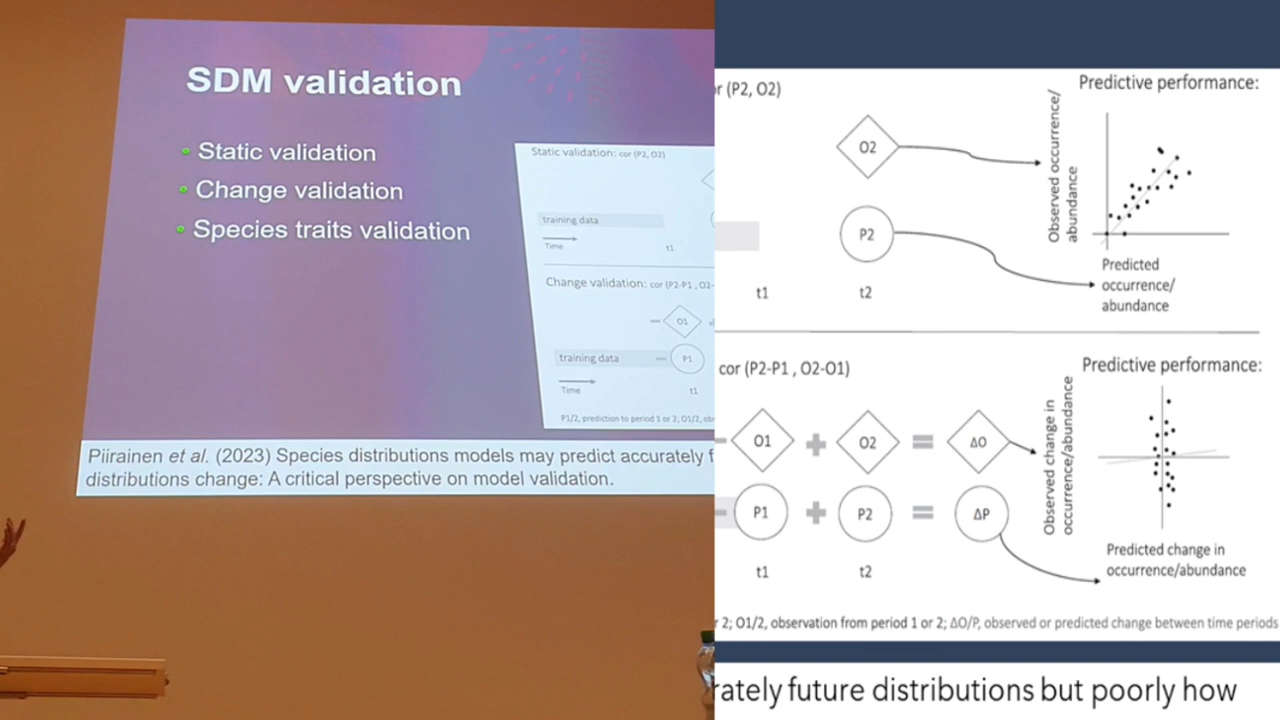 SDM validation
Static validation
Change validation
Species traits validation
Static validation: cor (P2, O2)
training data
Time
t1
Change validation: cor (P2-P1, O2-
O1
training data
P1
Time
t1
P1/2, prediction to period 1 or 2, O1/2, obs
Piirainen et al. (2023) Species distributions models may predict accurately f
distributions change: A critical perspective on model validation.
r (P2, O2)
Predictive performance:
O2
Observed occurrence/
abundance
P2
Predicted
occurrence/
abundance
t1 t2
cor (P2-P1 , O2-O1)
Predictive performance:
O1 + O2 = ΔO
Observed change in
occurrence/abundance
P1 + P2 = ΔP
Predicted change in
occurrence/abundance
t1 t2
r 2; O1/2, observation from period 1 or 2; ΔO/P, observed or predicted change between time periods
rately future distributions but poorly how